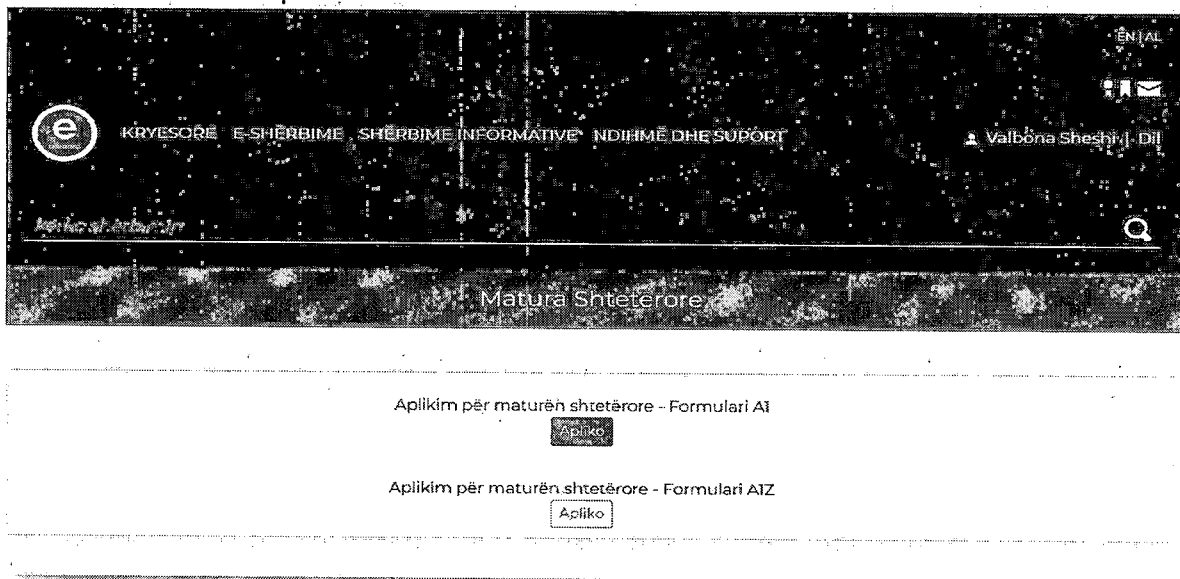 EN | AL
e
KRYESORE E-SHËRBIME SHËRBIME INFORMATIVE NDIHMË DHE SUPORT
Valbona Sheshi | Dil
Matura Shtetërore
Aplikim për maturën shtetërore - Formulari A1
Apliko
Aplikim për maturën shtetërore - Formulari A1Z
Apliko